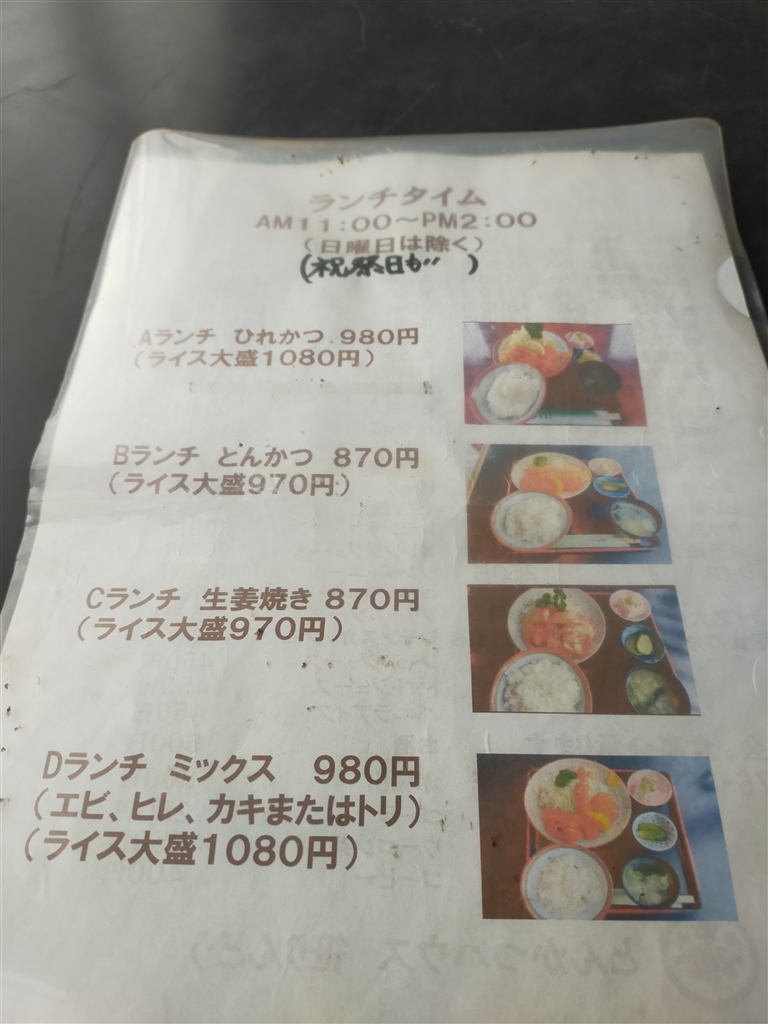 ランチタイム
AM11:00〜PM2:00
(日曜日は除く)
(祝祭日も〃 )
Aランチ ひれかつ 980円
(ライス大盛1080円)
Bランチ とんかつ 870円
(ライス大盛970円)
Cランチ 生姜焼き 870円
(ライス大盛970円)
Dランチ ミックス 980円
(エビ、ヒレ、カキまたはトリ)
(ライス大盛1080円)